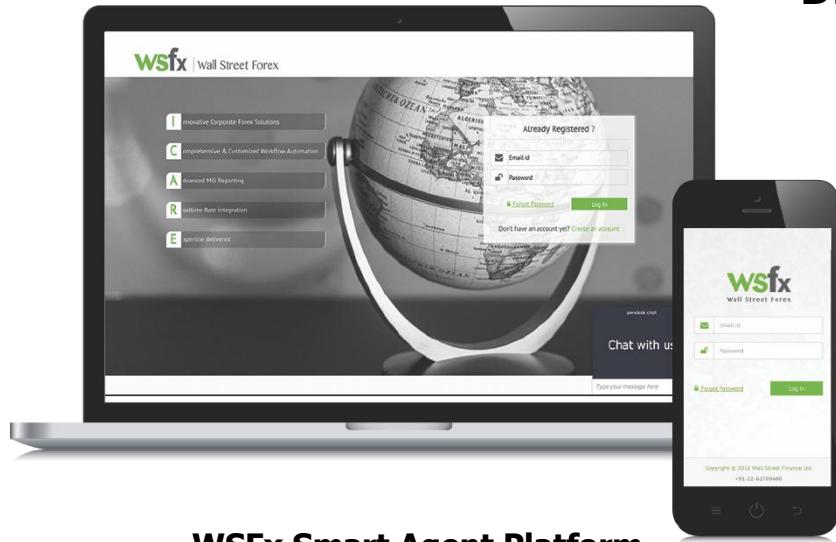 WSfx | Wall Street Forex
I nnovative Corporate Forex Solutions
C omprehensive & Customized Workflow Automation
A dvanced MIS Reporting
R ealtime Rate Integration
E xpertise delivered
Already Registered ?
Email id
Password
Forgot Password
Log In
Don't have an account yet? Create an account
zendesk chat
Chat with us
Type your message here
WSfx
Wall Street Forex
Email id
Password
Forgot Password
Log In
WSFx Smart Agent Platform